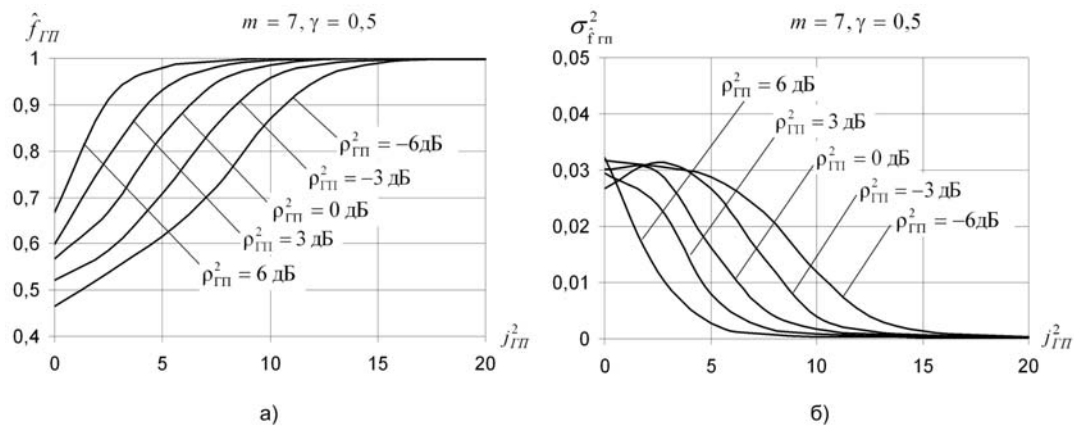 f̂ГП
m = 7, γ = 0,5
1
0,9
0,8
0,7
0,6
0,5
0,4
ρ²ГП = −6дБ
ρ²ГП = −3 дБ
ρ²ГП = 0 дБ
ρ²ГП = 3 дБ
ρ²ГП = 6 дБ
0 5 10 15 20
j²ГП
а)
σ²f̂ гп
m = 7, γ = 0,5
0,05
0,04
0,03
0,02
0,01
0
ρ²ГП = 6 дБ
ρ²ГП = 3 дБ
ρ²ГП = 0 дБ
ρ²ГП = −3 дБ
ρ²ГП = −6дБ
0 5 10 15 20
j²ГП
б)